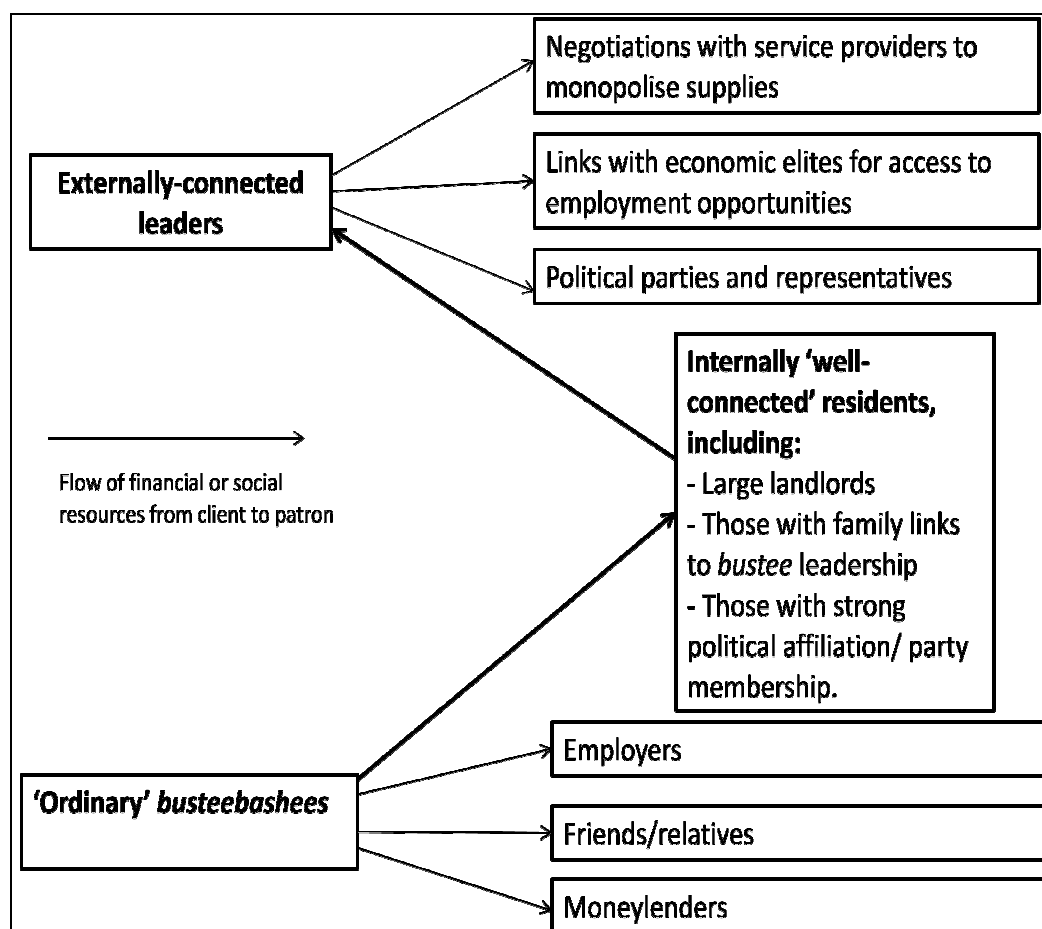 Negotiations with service providers to
monopolise supplies
Externally-connected
leaders
Links with economic elites for access to
employment opportunities
Political parties and representatives
Internally ‘well-
connected’ residents,
including:
- Large landlords
- Those with family links
to bustee leadership
- Those with strong
political affiliation/ party
membership.
Flow of financial or social
resources from client to patron
‘Ordinary’ busteebashees
Employers
Friends/relatives
Moneylenders